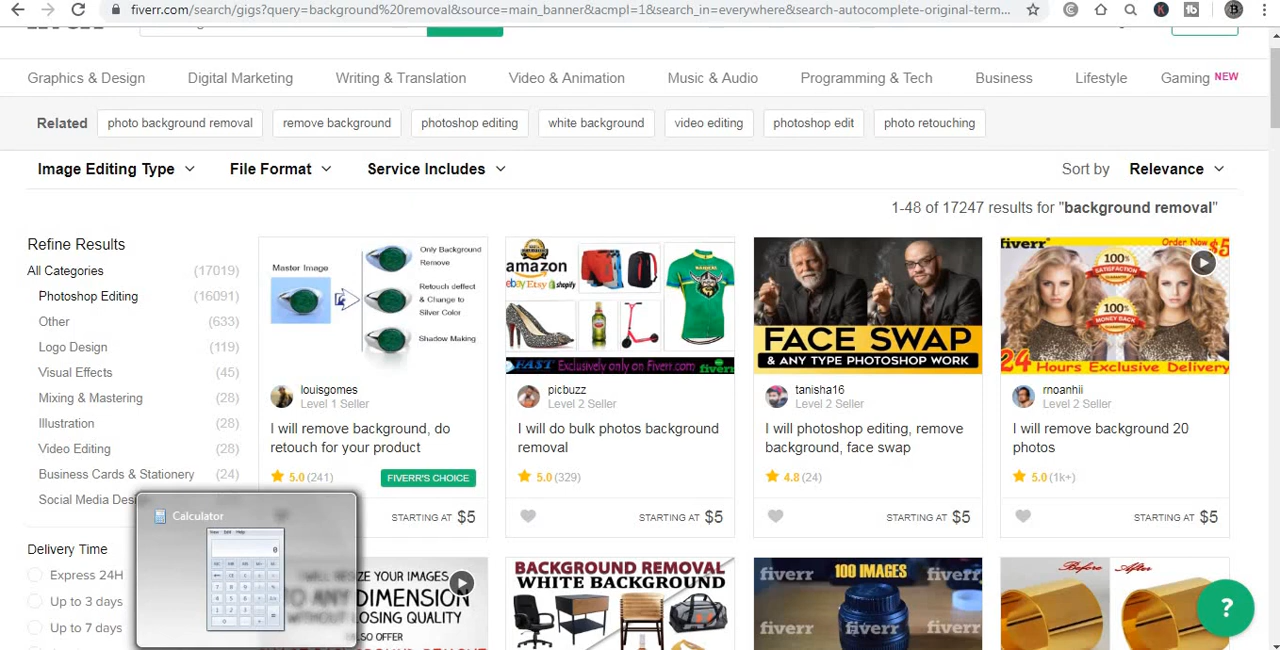 fiverr.com/search/gigs?query=background%20removal&source=main_banner&acmpl=1&search_in=everywhere&search-autocomplete-original-term...
Graphics & Design
Digital Marketing
Writing & Translation
Video & Animation
Music & Audio
Programming & Tech
Business
Lifestyle
Gaming NEW
Related
photo background removal
remove background
photoshop editing
white background
video editing
photoshop edit
photo retouching
Image Editing Type
File Format
Service Includes
Sort by Relevance
1-48 of 17247 results for "background removal"
Refine Results
All Categories (17019)
Photoshop Editing (16091)
Other (633)
Logo Design (119)
Visual Effects (45)
Mixing & Mastering (28)
Illustration (28)
Video Editing (28)
Business Cards & Stationery (24)
Social Media Des
Delivery Time
Express 24H
Up to 3 days
Up to 7 days
Calculator
0
Master Image
Only Background
Remove
Retouch deffect
& Change to
Silver Color
Shadow Making
louisgomes
Level 1 Seller
I will remove background, do
retouch for your product
5.0 (241)
FIVERR'S CHOICE
STARTING AT $5
amazon
ebay Etsy shopify
FAST Exclusively only on Fiverr.com fiverr
picbuzz
Level 2 Seller
I will do bulk photos background
removal
5.0 (329)
STARTING AT $5
FACE SWAP
& ANY TYPE PHOTOSHOP WORK
tanisha16
Level 2 Seller
I will photoshop editing, remove
background, face swap
4.8 (24)
STARTING AT $5
fiverr
Order Now $5
100%
SATISFACTION
100%
MONEY BACK
24 Hours Exclusive Delivery
rnoanhii
Level 2 Seller
I will remove background 20
photos
5.0 (1k+)
STARTING AT $5
RESIZE YOUR IMAGES
TO ANY DIMENSION
WITHOUT LOSING QUALITY
ALSO OFFER
BACKGROUND REMOVAL
WHITE BACKGROUND
fiverr
100 IMAGES
fiverr
fiverr
fiverr
fiverr
Before
After
?